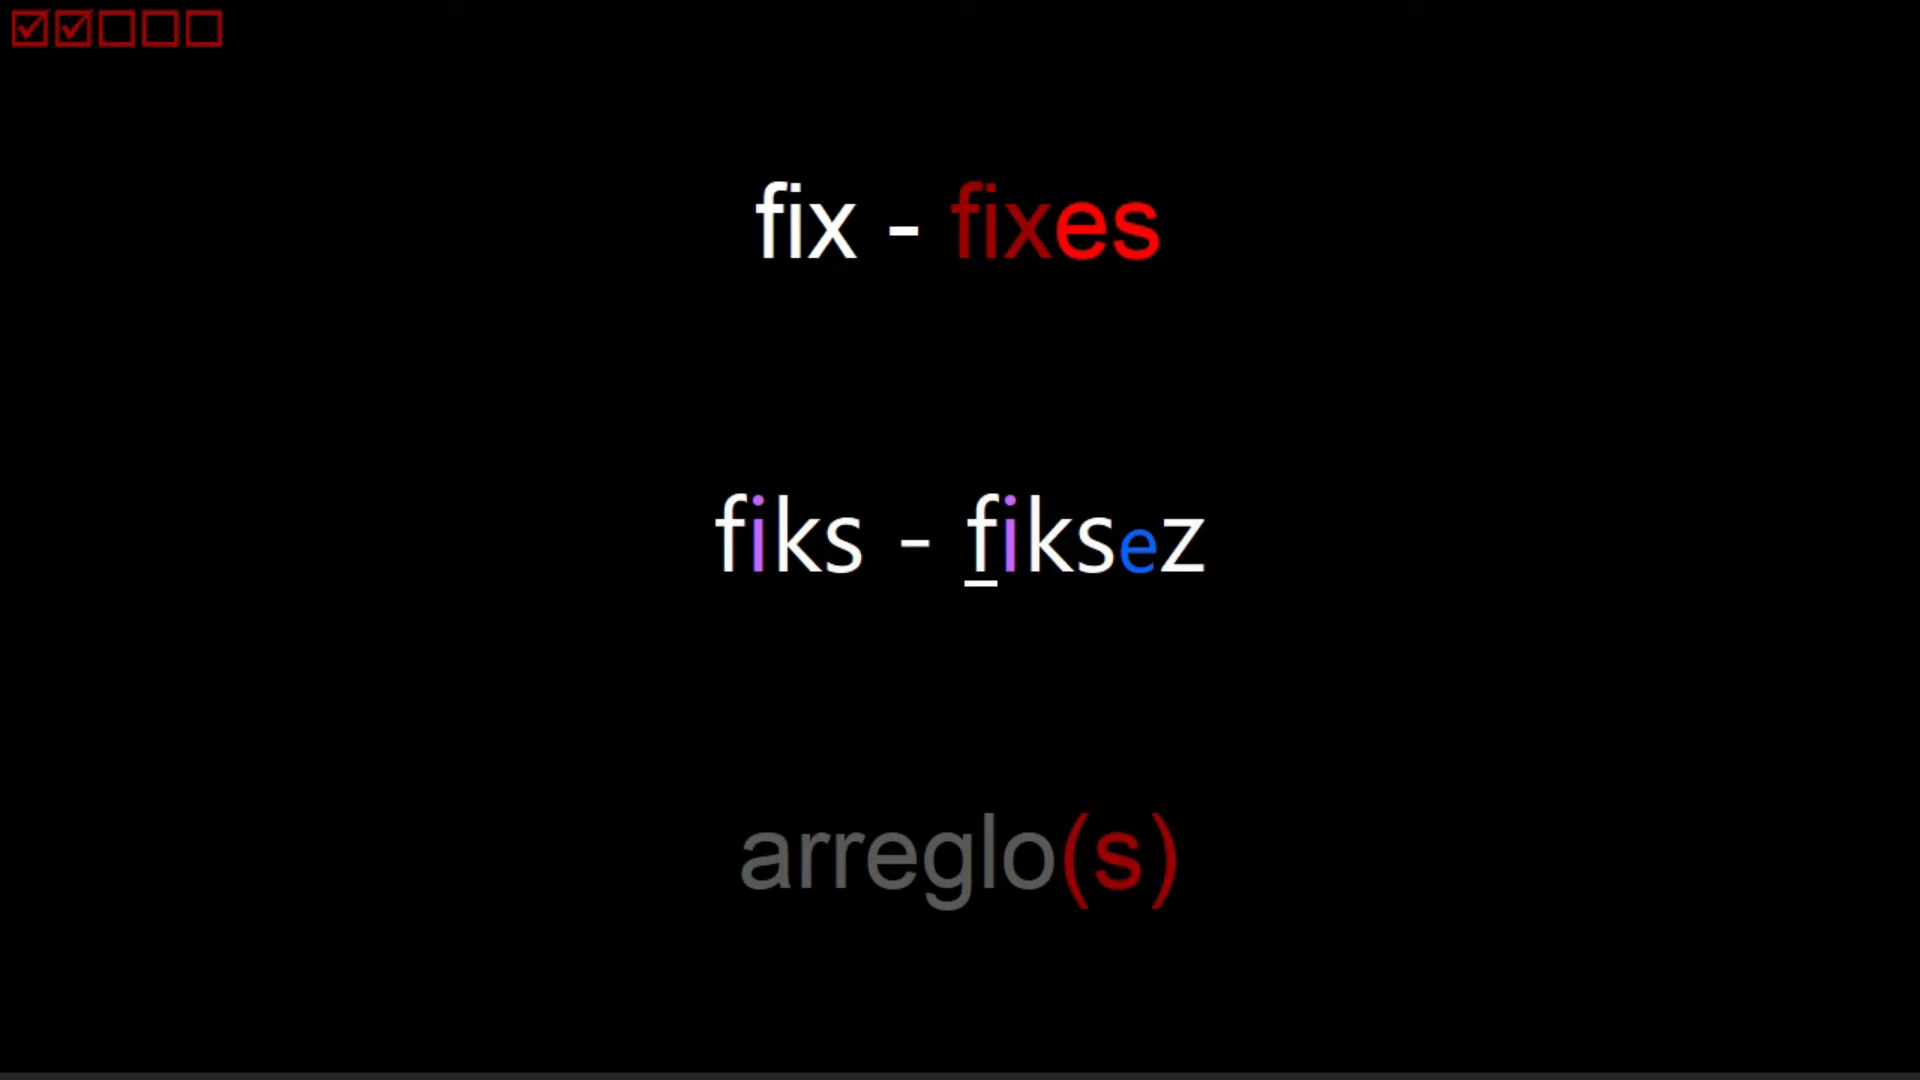 ☑☑☐☐☐
fix - fixes
fiks - fiksez
arreglo(s)